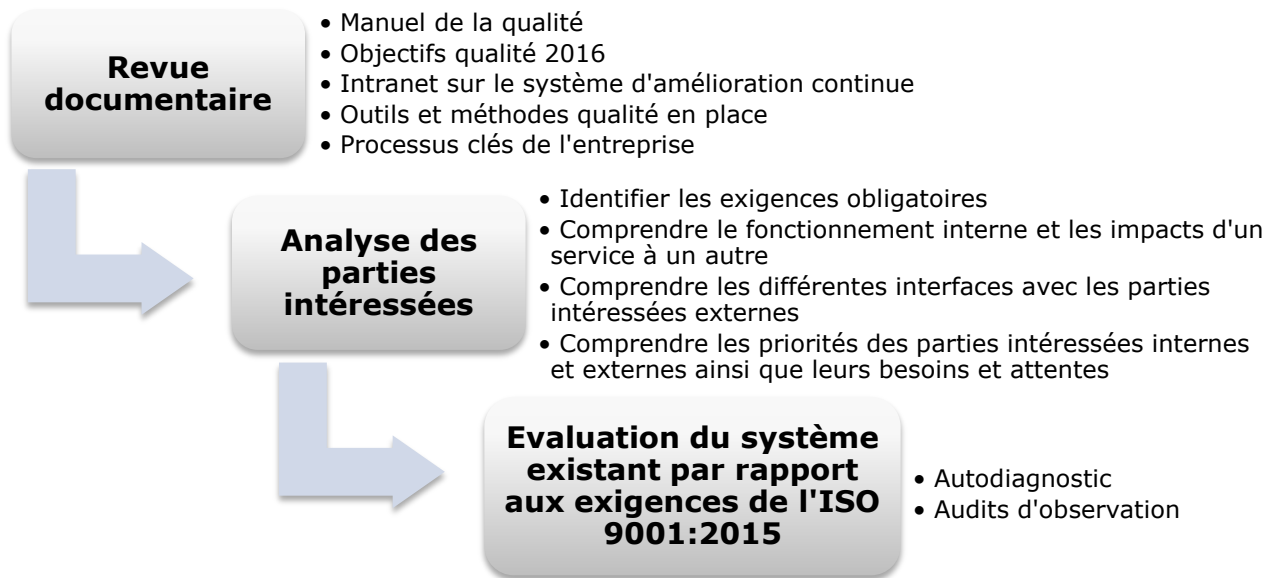 Revue
documentaire
• Manuel de la qualité
• Objectifs qualité 2016
• Intranet sur le système d'amélioration continue
• Outils et méthodes qualité en place
• Processus clés de l'entreprise
Analyse des
parties
intéressées
• Identifier les exigences obligatoires
• Comprendre le fonctionnement interne et les impacts d'un
service à un autre
• Comprendre les différentes interfaces avec les parties
intéressées externes
• Comprendre les priorités des parties intéressées internes
et externes ainsi que leurs besoins et attentes
Evaluation du système
existant par rapport
aux exigences de l'ISO
9001:2015
• Autodiagnostic
• Audits d'observation